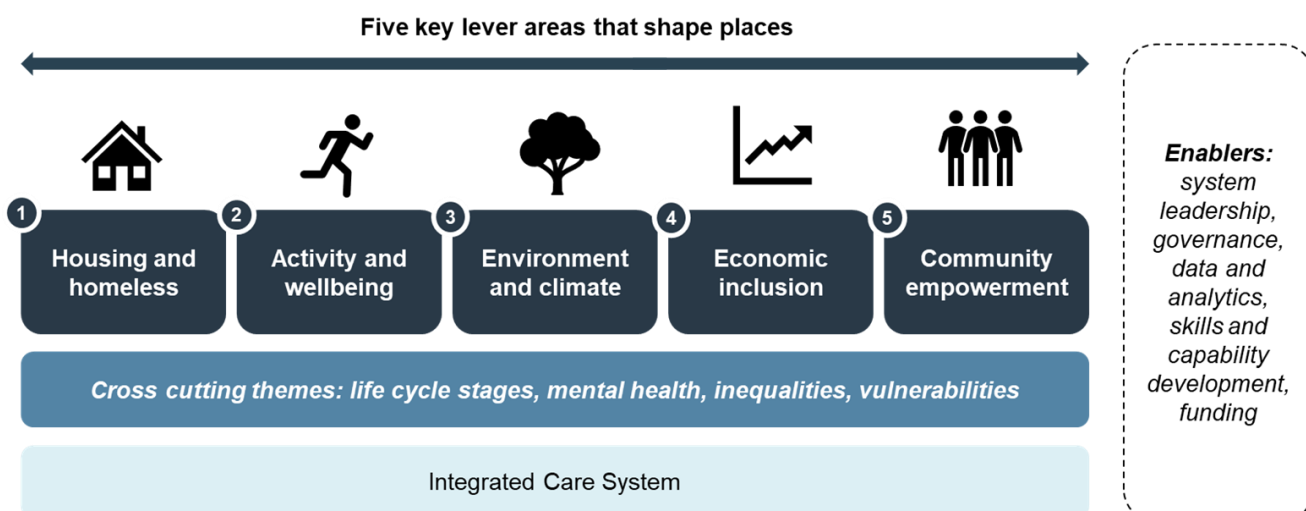 Five key lever areas that shape places
1
Housing and
homeless
2
Activity and
wellbeing
3
Environment
and climate
4
Economic
inclusion
5
Community
empowerment
Cross cutting themes: life cycle stages, mental health, inequalities, vulnerabilities
Integrated Care System
Enablers:
system
leadership,
governance,
data and
analytics,
skills and
capability
development,
funding